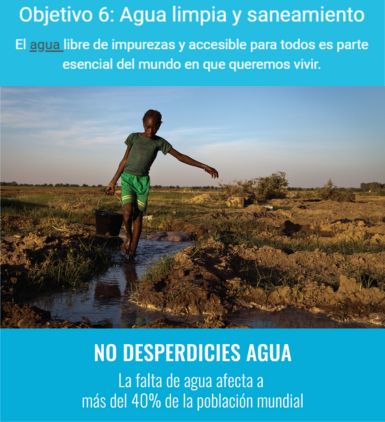 Objetivo 6: Agua limpia y saneamiento
El agua libre de impurezas y accesible para todos es parte
esencial del mundo en que queremos vivir.
NO DESPERDICIES AGUA
La falta de agua afecta a
más del 40% de la población mundial